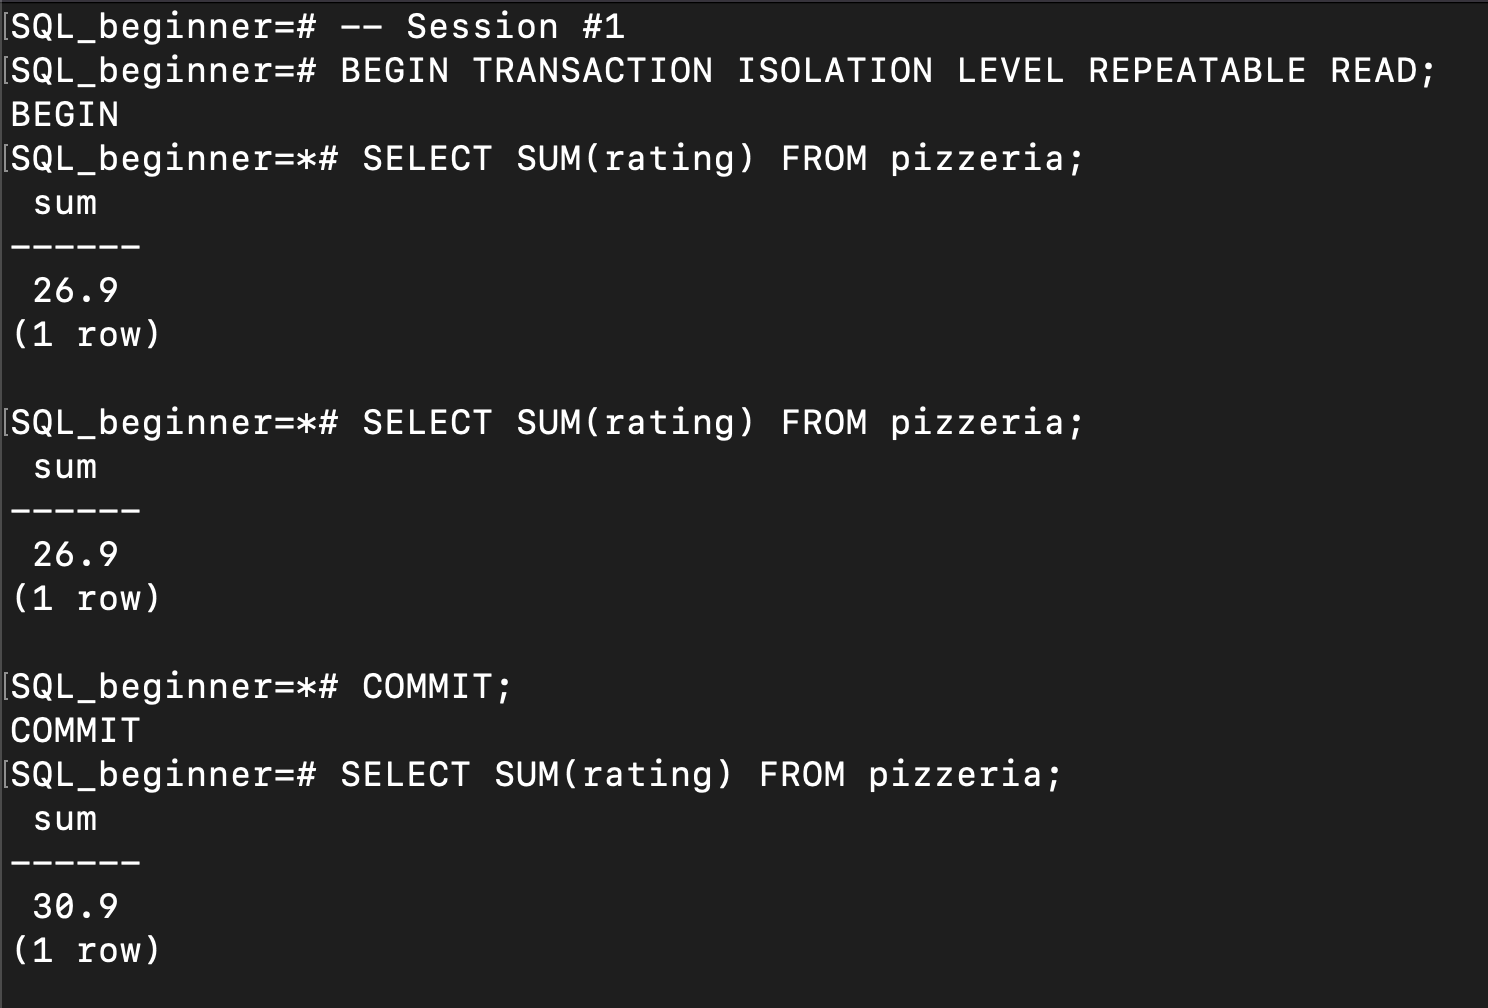 [SQL_beginner=# -- Session #1
[SQL_beginner=# BEGIN TRANSACTION ISOLATION LEVEL REPEATABLE READ;
BEGIN
[SQL_beginner=*# SELECT SUM(rating) FROM pizzeria;
 sum
------
 26.9
(1 row)

[SQL_beginner=*# SELECT SUM(rating) FROM pizzeria;
 sum
------
 26.9
(1 row)

[SQL_beginner=*# COMMIT;
COMMIT
[SQL_beginner=# SELECT SUM(rating) FROM pizzeria;
 sum
------
 30.9
(1 row)